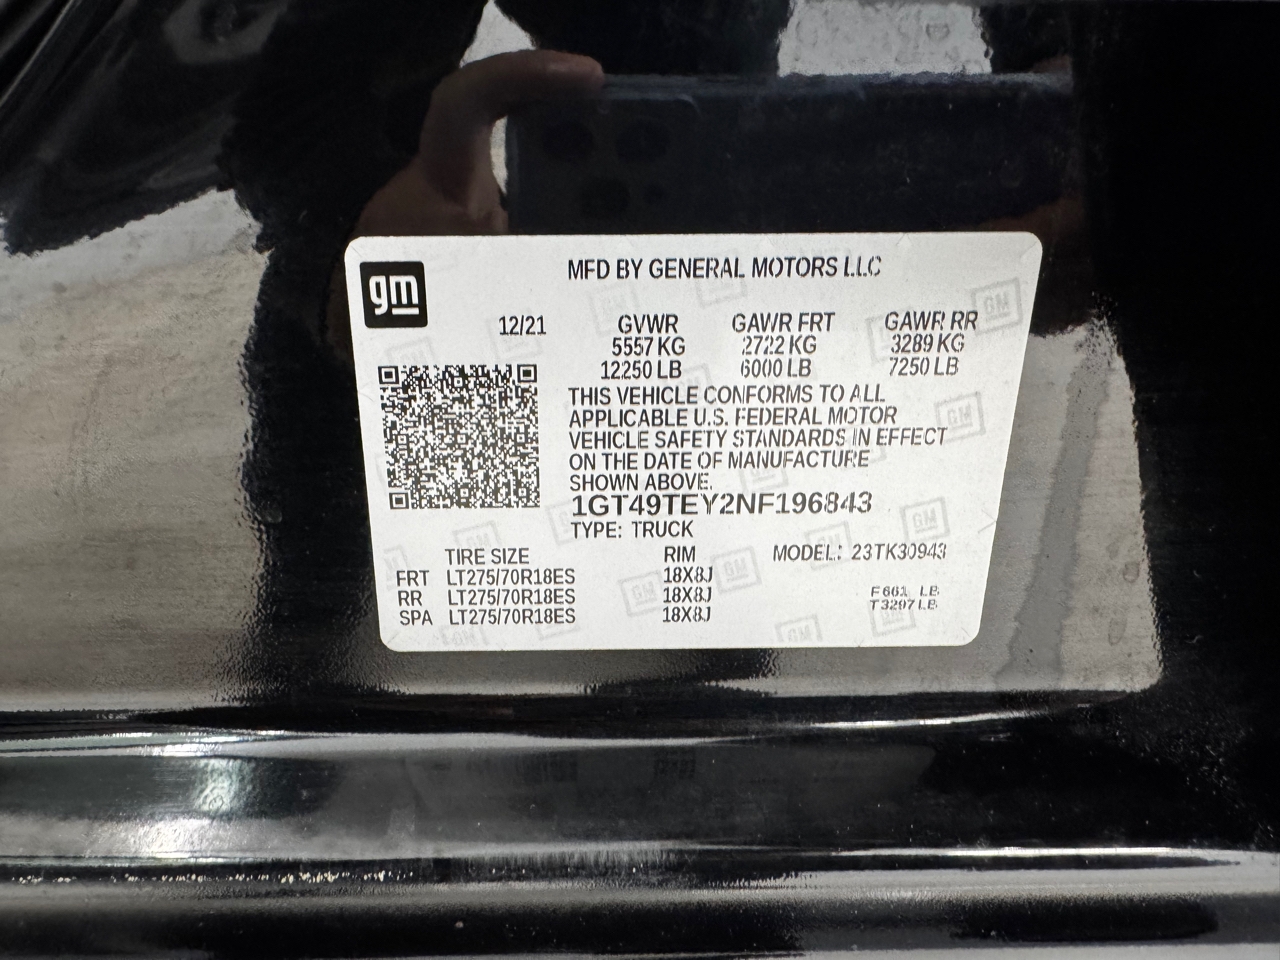 gm
MFD BY GENERAL MOTORS LLC
12/21 GVWR GAWR FRT GAWR RR
5557 KG 2722 KG 3289 KG
12250 LB 6000 LB 7250 LB
THIS VEHICLE CONFORMS TO ALL
APPLICABLE U.S. FEDERAL MOTOR
VEHICLE SAFETY STANDARDS IN EFFECT
ON THE DATE OF MANUFACTURE
SHOWN ABOVE.
1GT49TEY2NF196843
TYPE: TRUCK
TIRE SIZE RIM MODEL: 23TK30943
FRT LT275/70R18ES 18X8J
RR LT275/70R18ES 18X8J
SPA LT275/70R18ES 18X8J
F 661 LB
T 3297 LB